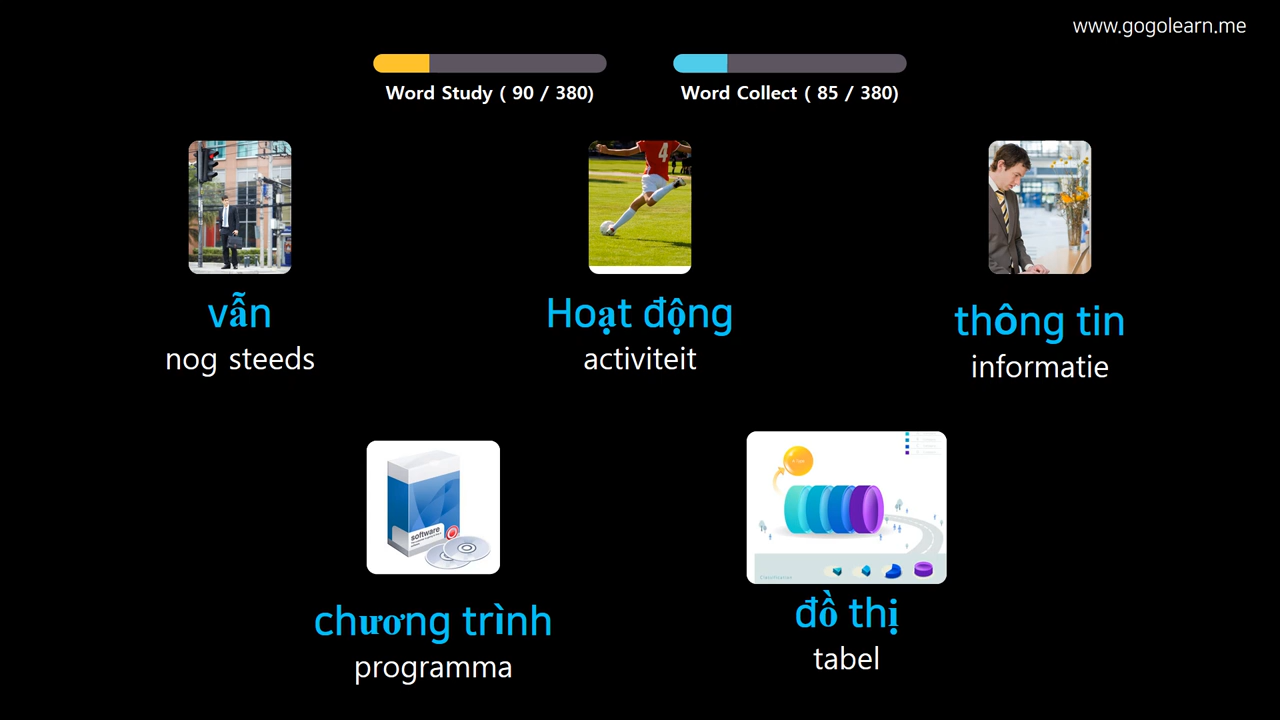 www.gogolearn.me
Word Study ( 90 / 380)
Word Collect ( 85 / 380)
vẫn
nog steeds
Hoạt động
activiteit
thông tin
informatie
software
chương trình
programma
đồ thị
tabel